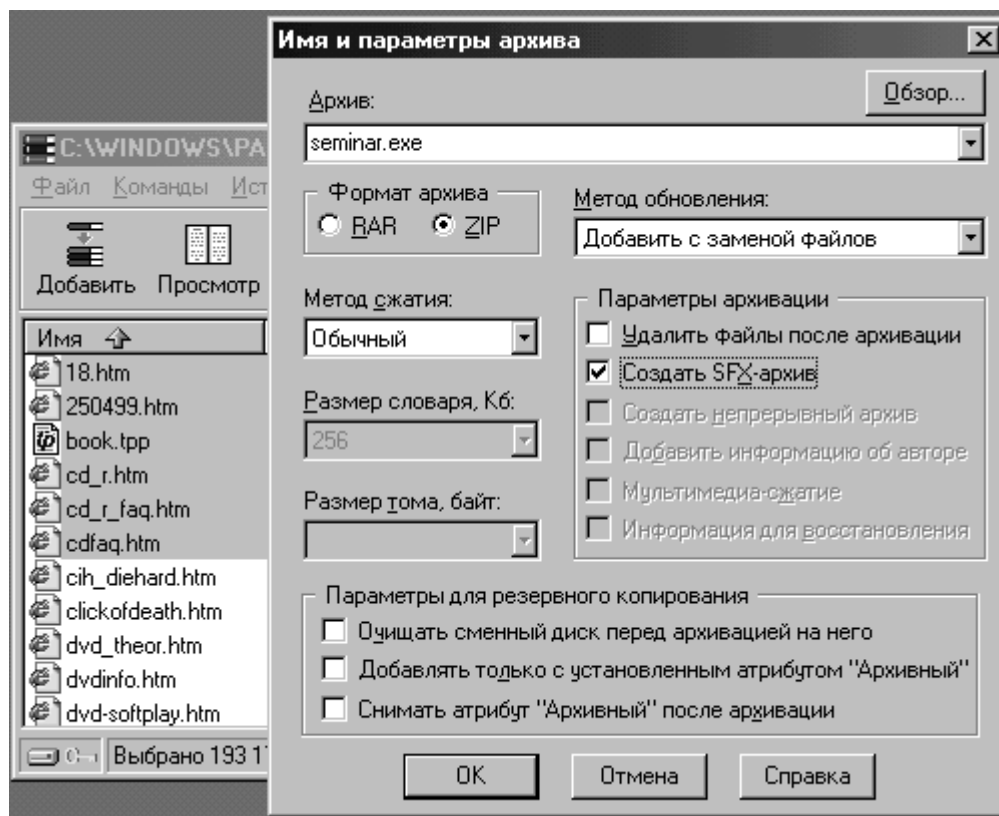 Имя и параметры архива
Архив:
Обзор...
seminar.exe
Формат архива
RAR
ZIP
Метод обновления:
Добавить с заменой файлов
Метод сжатия:
Обычный
Размер словаря, Кб:
256
Размер тома, байт:
Параметры архивации
Удалить файлы после архивации
Создать SFX-архив
Создать непрерывный архив
Добавить информацию об авторе
Мультимедиа-сжатие
Информация для восстановления
Параметры для резервного копирования
Очищать сменный диск перед архивацией на него
Добавлять только с установленным атрибутом "Архивный"
Снимать атрибут "Архивный" после архивации
OK
Отмена
Справка
C:\WINDOWS\PA
Файл Команды Ист
Добавить Просмотр
Имя
18.htm
250499.htm
book.tpp
cd_r.htm
cd_r_faq.htm
cdfaq.htm
cih_diehard.htm
clickofdeath.htm
dvd_theor.htm
dvdinfo.htm
dvd-softplay.htm
Выбрано 193 1